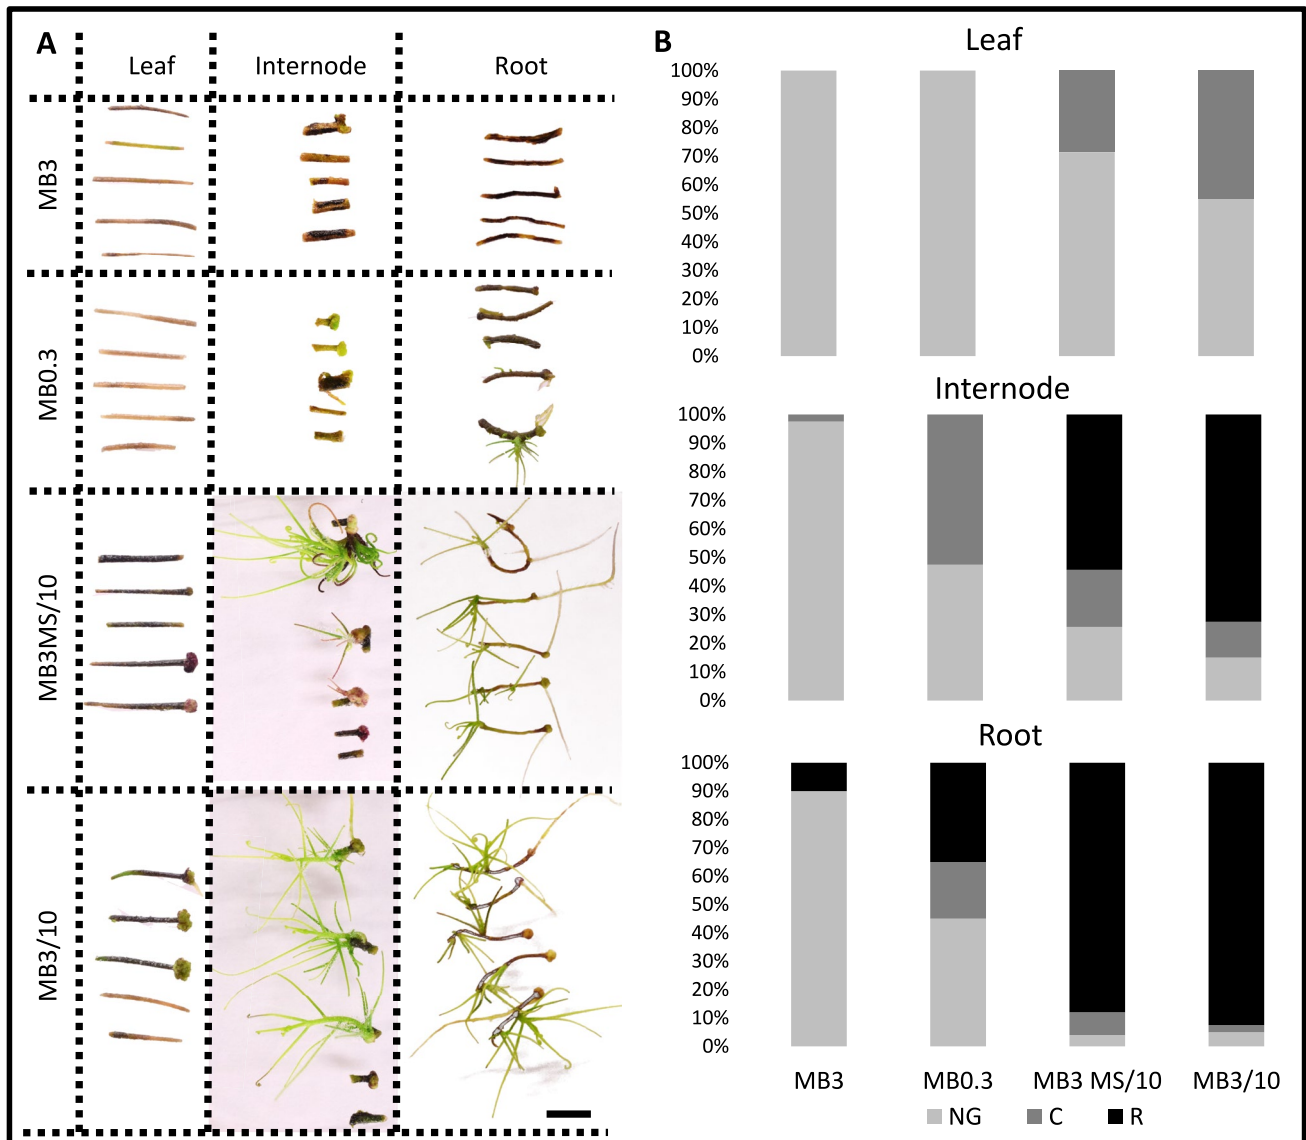 A
Leaf Internode Root
MB3
MB0.3
MB3MS/10
MB3/10
B
Leaf
100%
90%
80%
70%
60%
50%
40%
30%
20%
10%
0%
Internode
100%
90%
80%
70%
60%
50%
40%
30%
20%
10%
0%
Root
100%
90%
80%
70%
60%
50%
40%
30%
20%
10%
0%
MB3 MB0.3 MB3 MS/10 MB3/10
NG C R